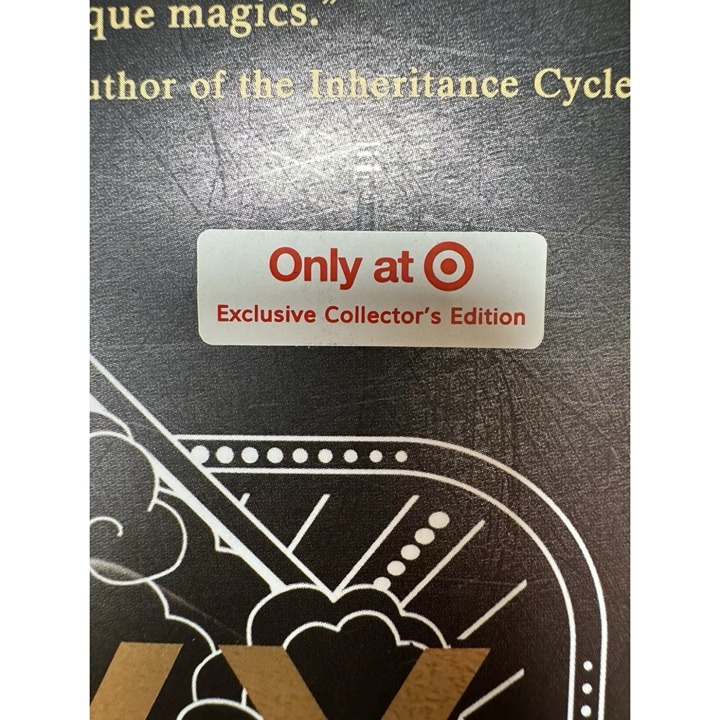 que magics."
uthor of the Inheritance Cycle
Only at
Exclusive Collector's Edition